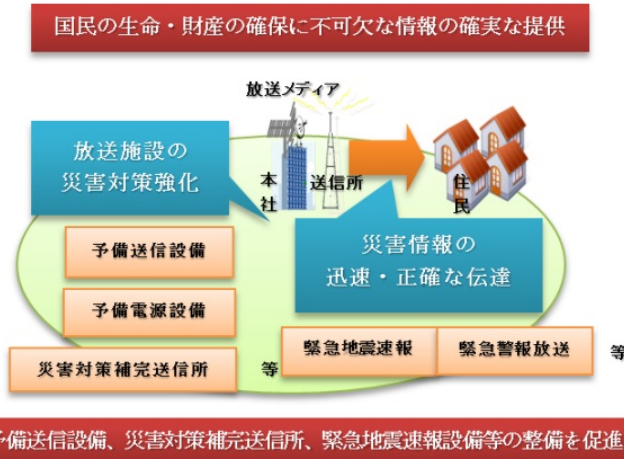 国民の生命・財産の確保に不可欠な情報の確実な提供
放送メディア
放送施設の
災害対策強化
本社
送信所
住民
災害情報の
迅速・正確な伝達
予備送信設備
予備電源設備
災害対策補完送信所
等
緊急地震速報
緊急警報放送
等
予備送信設備、災害対策補完送信所、緊急地震速報設備等の整備を促進